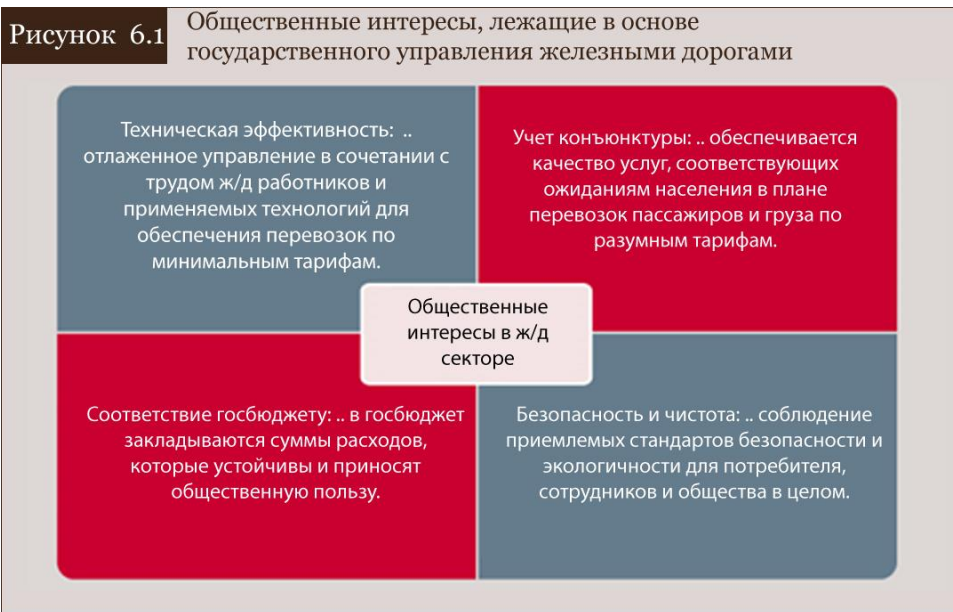 Рисунок 6.1
Общественные интересы, лежащие в основе
государственного управления железными дорогами
Техническая эффективность: ..
отлаженное управление в сочетании с
трудом ж/д работников и
применяемых технологий для
обеспечения перевозок по
минимальным тарифам.
Учет конъюнктуры: .. обеспечивается
качество услуг, соответствующих
ожиданиям населения в плане
перевозок пассажиров и груза по
разумным тарифам.
Общественные
интересы в ж/д
секторе
Соответствие госбюджету: .. в госбюджет
закладываются суммы расходов,
которые устойчивы и приносят
общественную пользу.
Безопасность и чистота: .. соблюдение
приемлемых стандартов безопасности и
экологичности для потребителя,
сотрудников и общества в целом.